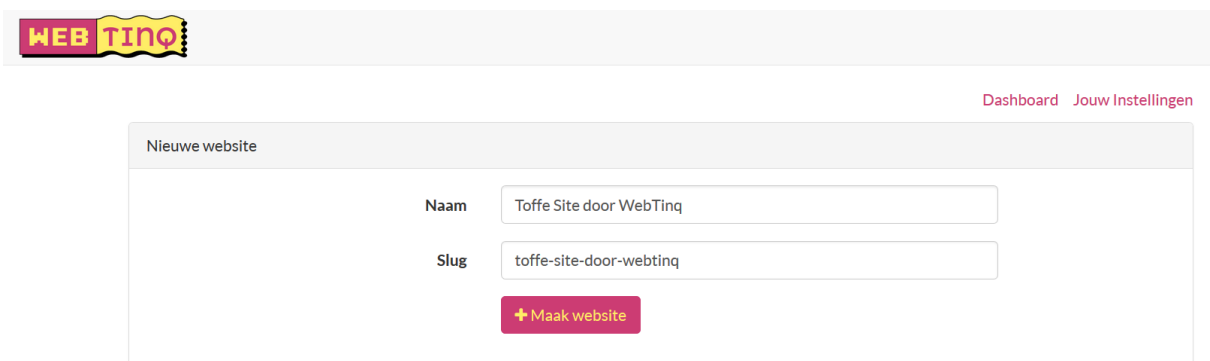 WEB TINQ
Dashboard Jouw Instellingen
Nieuwe website
Naam Toffe Site door WebTinq
Slug toffe-site-door-webtinq
Maak website